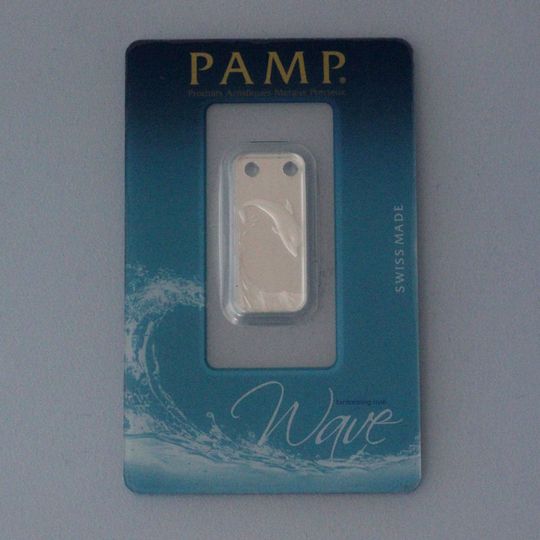 PAMP.
Produits Artistiques Métaux Précieux
SWISS MADE
Wave